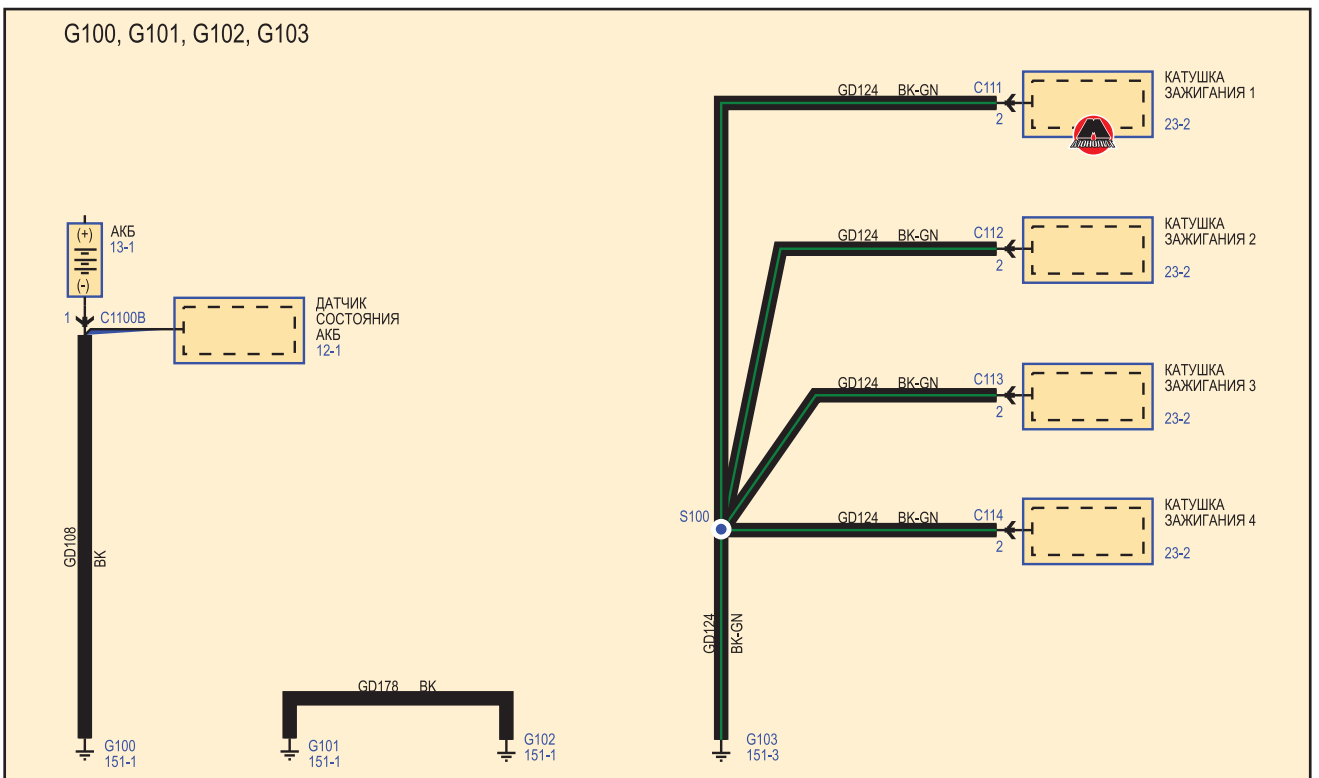 G100, G101, G102, G103
GD124 BK-GN C111
2
КАТУШКА
ЗАЖИГАНИЯ 1
23-2
(+)
(-)
АКБ
13-1
1 C1100B
ДАТЧИК
СОСТОЯНИЯ
АКБ
12-1
GD124 BK-GN C112
2
КАТУШКА
ЗАЖИГАНИЯ 2
23-2
GD124 BK-GN C113
2
КАТУШКА
ЗАЖИГАНИЯ 3
23-2
S100
GD124 BK-GN C114
2
КАТУШКА
ЗАЖИГАНИЯ 4
23-2
GD108
BK
GD124
BK-GN
GD178 BK
G100
151-1
G101
151-1
G102
151-1
G103
151-3